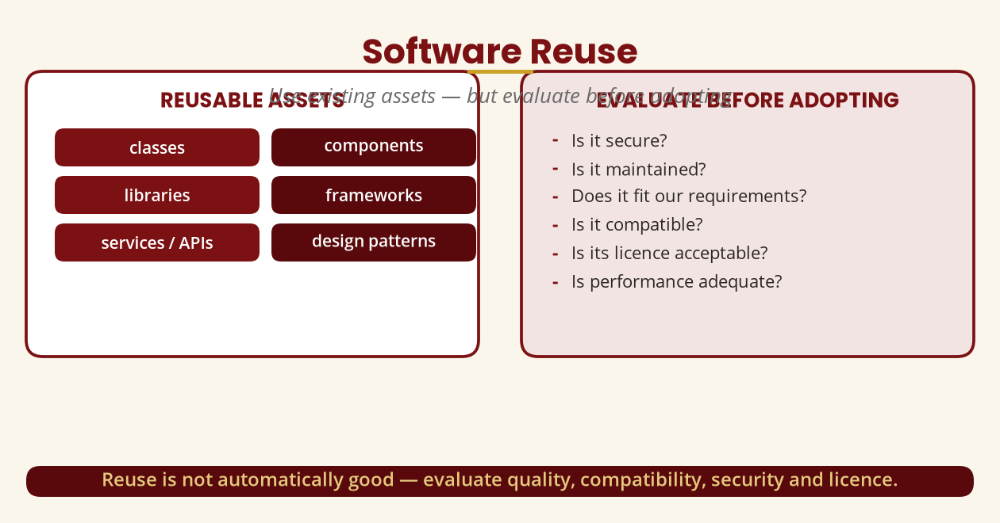 Software Reuse
Use existing assets — but evaluate before adopting
REUSABLE ASSETS
classes
components
libraries
frameworks
services / APIs
design patterns
EVALUATE BEFORE ADOPTING
- Is it secure?
- Is it maintained?
- Does it fit our requirements?
- Is it compatible?
- Is its licence acceptable?
- Is performance adequate?
Reuse is not automatically good — evaluate quality, compatibility, security and licence.